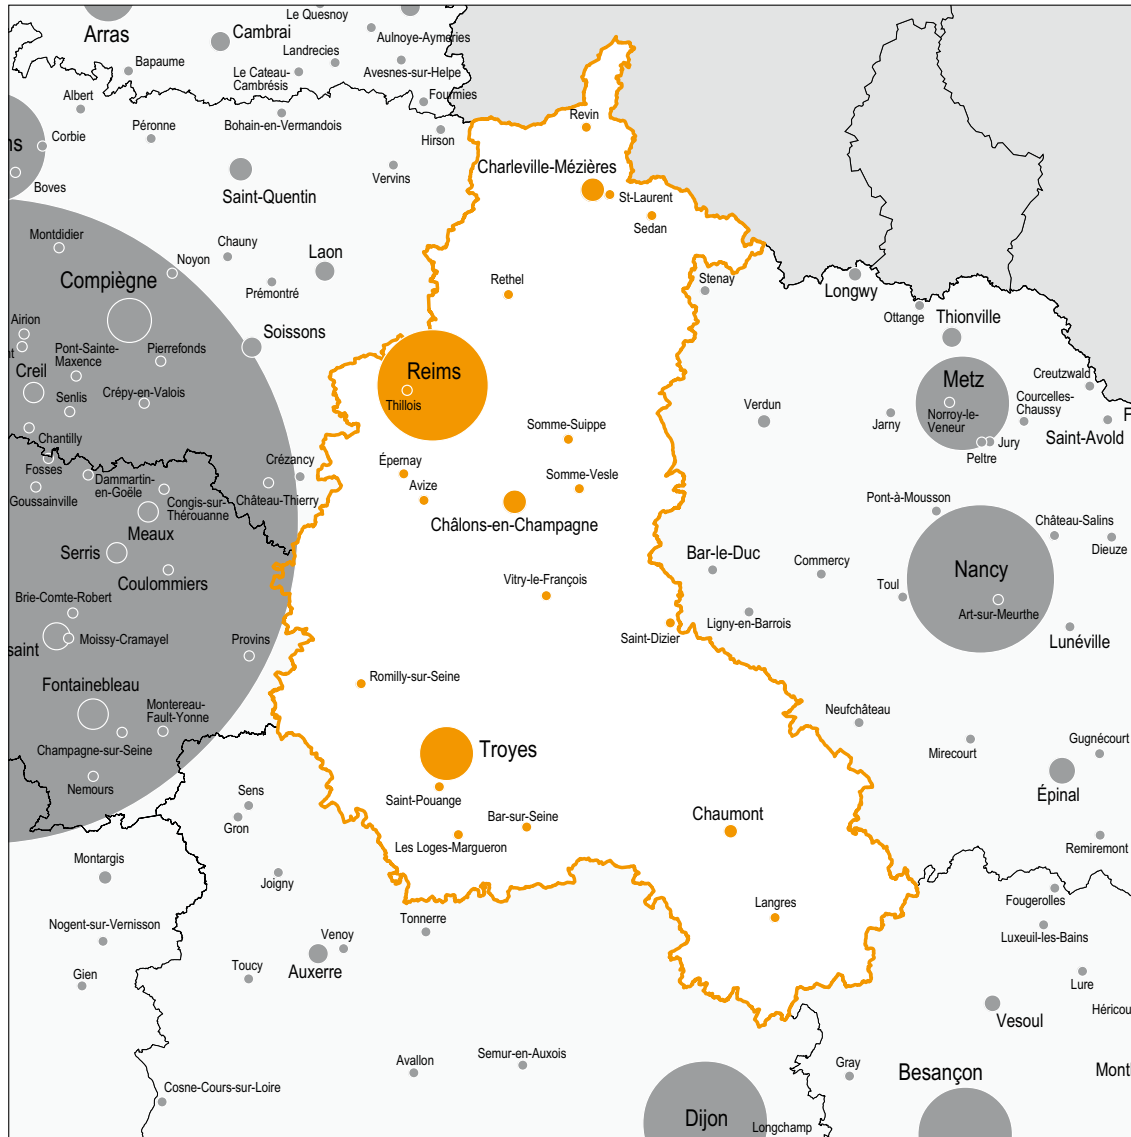 Le Quesnoy
Arras
Cambrai
Aulnoye-Aymeries
Landrecies
Bapaume
Le Cateau-
Cambrésis
Avesnes-sur-Helpe
Albert
Fourmies
Péronne
Bohain-en-Vermandois
Revin
Corbie
Hirson
ns
Charleville-Mézières
Vervins
Boves
Saint-Quentin
St-Laurent
Sedan
Montdidier
Chauny
Noyon
Laon
Compiègne
Prémontré
Rethel
Stenay
Longwy
Ottange
Thionville
Airion
Soissons
Pont-Sainte-
Maxence
Pierrefonds
nt
Creil
Reims
Metz
Creutzwald
Crépy-en-Valois
Senlis
Thillois
Verdun
Norroy-le-
Veneur
Courcelles-
Chaussy
Jarny
Chantilly
Somme-Suippe
Saint-Avold
F
Jury
Peltre
Fosses
Crézancy
Épernay
Dammartin-
en-Goële
Somme-Vesle
Goussainville
Congis-sur-
Thérouanne
Château-Thierry
Avize
Pont-à-Mousson
Châlons-en-Champagne
Meaux
Château-Salins
Serris
Dieuze
Bar-le-Duc
Commercy
Coulommiers
Vitry-le-François
Nancy
Toul
Brie-Comte-Robert
Art-sur-Meurthe
Ligny-en-Barrois
Moissy-Cramayel
Provins
Saint-Dizier
Lunéville
saint
Romilly-sur-Seine
Fontainebleau
Montereau-
Fault-Yonne
Neufchâteau
Champagne-sur-Seine
Troyes
Mirecourt
Gugnécourt
Nemours
Saint-Pouange
Épinal
Sens
Gron
Bar-sur-Seine
Chaumont
Les Loges-Margueron
Remiremont
Montargis
Joigny
Fougerolles
Langres
Tonnerre
Nogent-sur-Vernisson
Luxeuil-les-Bains
Venoy
Toucy
Auxerre
Gien
Lure
Héricou
Vesoul
Semur-en-Auxois
Avallon
Gray
Besançon
Mont
Cosne-Cours-sur-Loire
Dijon
Longchamp